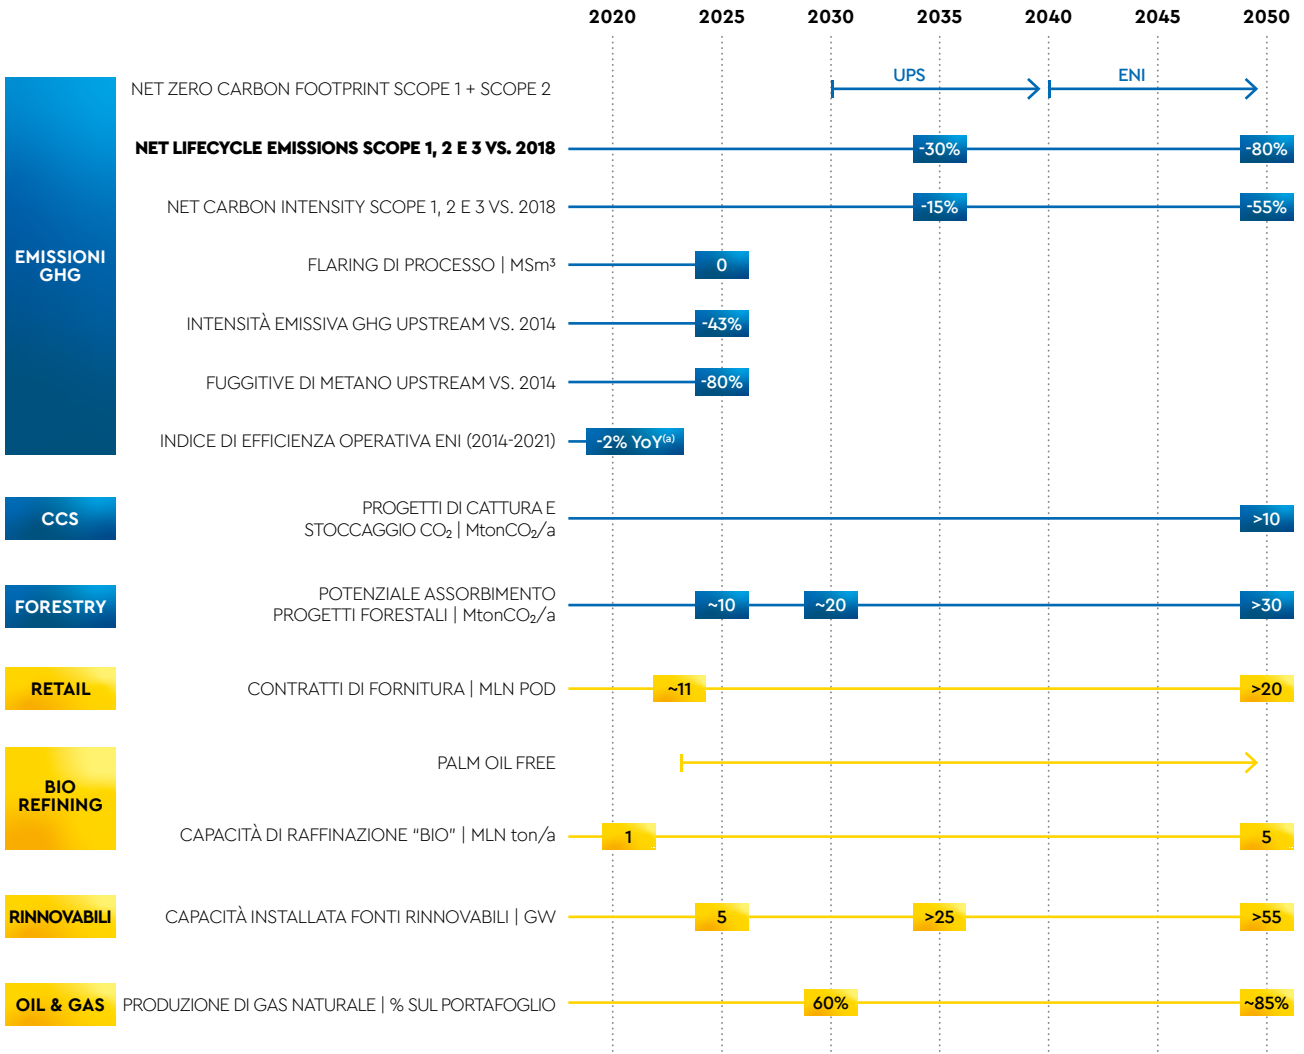 2020 2025 2030 2035 2040 2045 2050
EMISSIONI
GHG
NET ZERO CARBON FOOTPRINT SCOPE 1 + SCOPE 2 UPS ENI
NET LIFECYCLE EMISSIONS SCOPE 1, 2 E 3 VS. 2018 -30% -80%
NET CARBON INTENSITY SCOPE 1, 2 E 3 VS. 2018 -15% -55%
FLARING DI PROCESSO | MSm³ 0
INTENSITÀ EMISSIVA GHG UPSTREAM VS. 2014 -43%
FUGGITIVE DI METANO UPSTREAM VS. 2014 -80%
INDICE DI EFFICIENZA OPERATIVA ENI (2014-2021) -2% YoY⁽ᵃ⁾
CCS
PROGETTI DI CATTURA E
STOCCAGGIO CO₂ | MtonCO₂/a >10
FORESTRY
POTENZIALE ASSORBIMENTO
PROGETTI FORESTALI | MtonCO₂/a ~10 ~20 >30
RETAIL
CONTRATTI DI FORNITURA | MLN POD ~11 >20
BIO
REFINING
PALM OIL FREE
CAPACITÀ DI RAFFINAZIONE “BIO” | MLN ton/a 1 5
RINNOVABILI
CAPACITÀ INSTALLATA FONTI RINNOVABILI | GW 5 >25 >55
OIL & GAS
PRODUZIONE DI GAS NATURALE | % SUL PORTAFOGLIO 60% ~85%